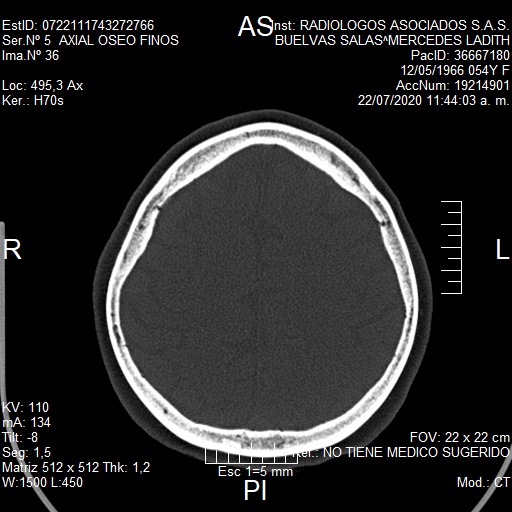 EstID: 0722111743272766
Ser.Nº 5 AXIAL OSEO FINOS
Ima.Nº 36
Loc: 495,3 Ax
Ker.: H70s
AS
Inst: RADIOLOGOS ASOCIADOS S.A.S.
BUELVAS SALAS^MERCEDES LADITH
PacID: 36667180
12/05/1966 054Y F
AccNum: 19214901
22/07/2020 11:44:03 a. m.
R
L
KV: 110
mA: 134
Tilt: -8
Seg: 1,5
Matriz 512 x 512 Thk: 1,2
W:1500 L:450
Esc 1=5 mm
PI
FOV: 22 x 22 cm
NO TIENE MEDICO SUGERIDO
Mod.: CT